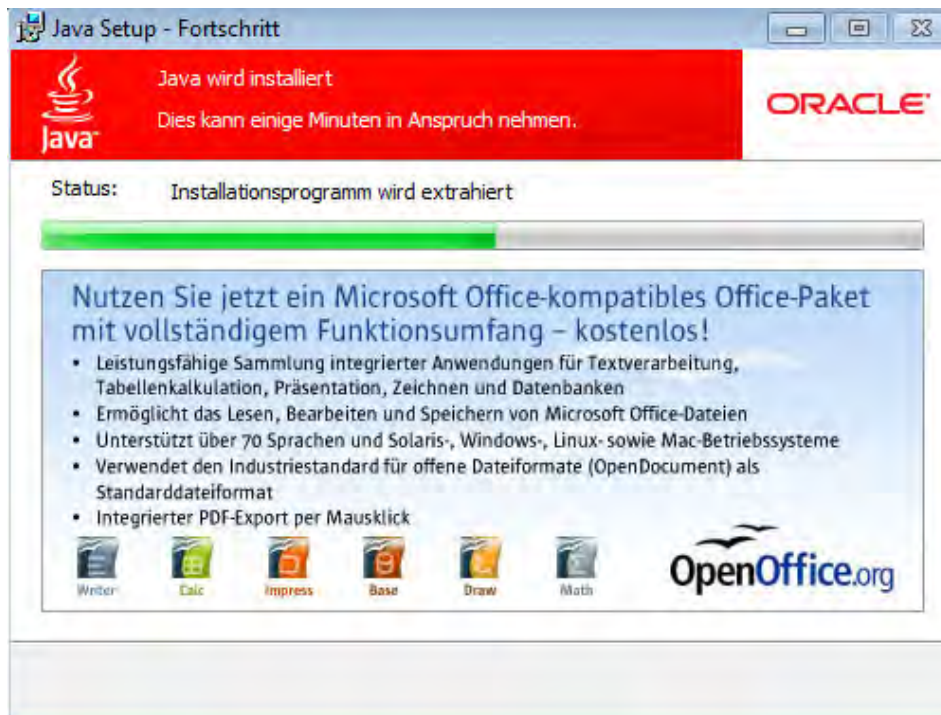 Java Setup - Fortschritt
Java wird installiert
Dies kann einige Minuten in Anspruch nehmen.
Java
ORACLE
Status:
Installationsprogramm wird extrahiert
Nutzen Sie jetzt ein Microsoft Office-kompatibles Office-Paket
mit vollständigem Funktionsumfang – kostenlos!
• Leistungsfähige Sammlung integrierter Anwendungen für Textverarbeitung,
Tabellenkalkulation, Präsentation, Zeichnen und Datenbanken
• Ermöglicht das Lesen, Bearbeiten und Speichern von Microsoft Office-Dateien
• Unterstützt über 70 Sprachen und Solaris-, Windows-, Linux- sowie Mac-Betriebssysteme
• Verwendet den Industriestandard für offene Dateiformate (OpenDocument) als
Standarddateiformat
• Integrierter PDF-Export per Mausklick
Writer Calc Impress Base Draw Math
OpenOffice.org